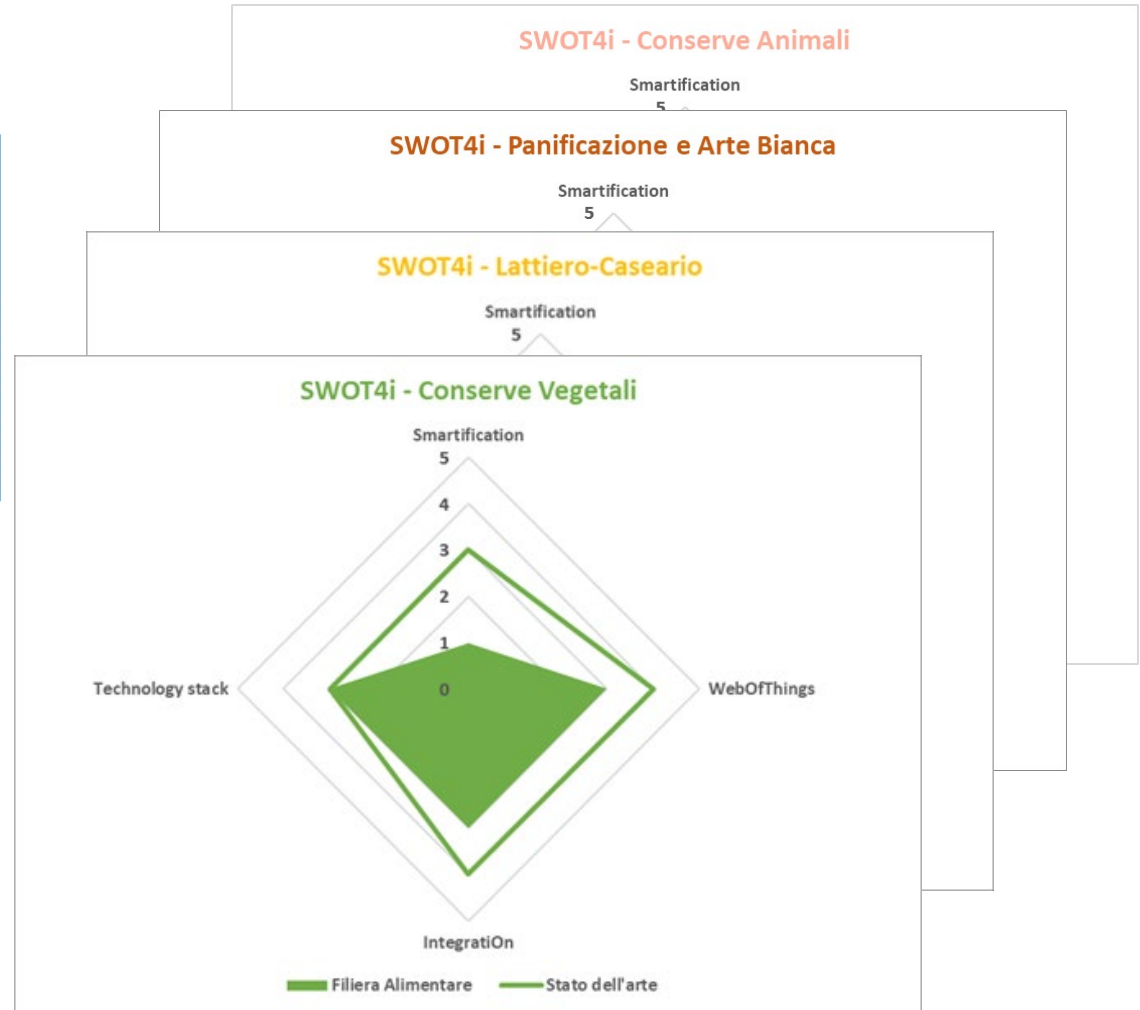 SWOT4i - Conserve Animali
Smartification
5
SWOT4i - Panificazione e Arte Bianca
Smartification
5
SWOT4i - Lattiero-Caseario
Smartification
5
SWOT4i - Conserve Vegetali
Smartification
5
4
3
2
1
Technology stack 0 WebOfThings
IntegratiOn
Filiera Alimentare Stato dell'arte